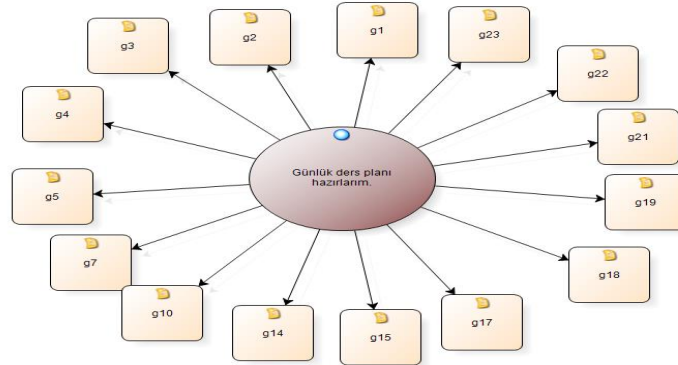 g3
g2
g1
g23
g22
g4
g21
Günlük ders planı
hazırlarım.
g5
g19
g7
g18
g10
g14
g15
g17